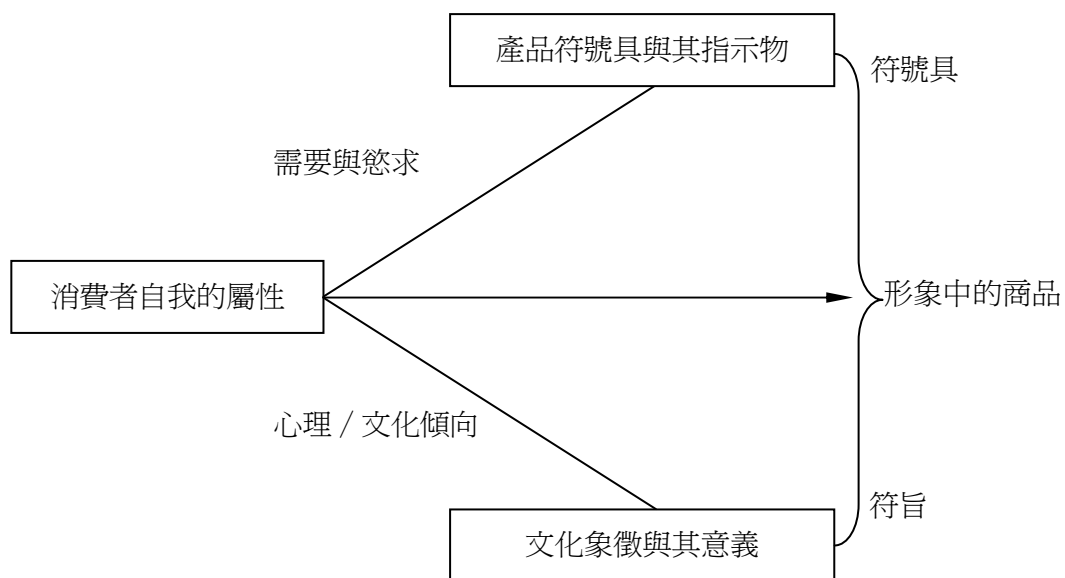 產品符號具與其指示物
符號具
需要與慾求
消費者自我的屬性
形象中的商品
心理／文化傾向
符旨
文化象徵與其意義